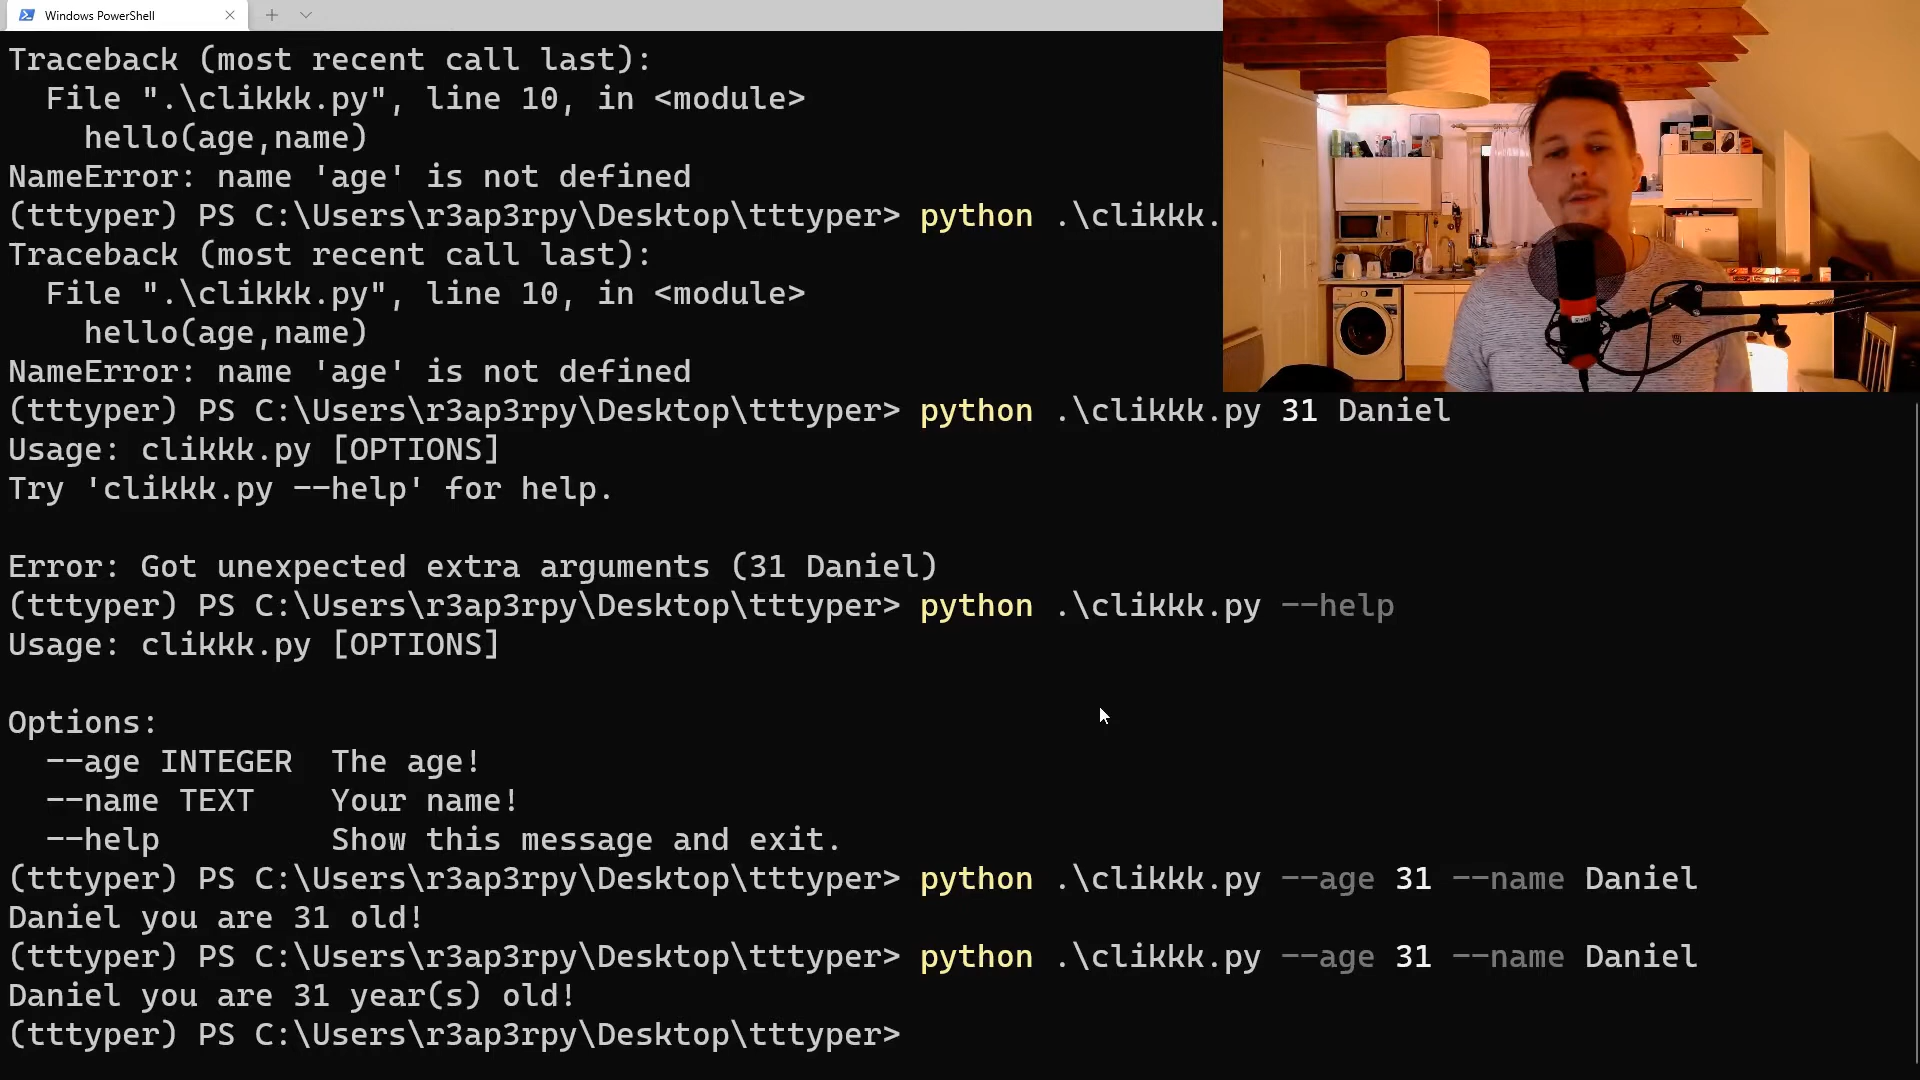 Windows PowerShell
Traceback (most recent call last):
  File ".\clikkk.py", line 10, in <module>
    hello(age,name)
NameError: name 'age' is not defined
(tttyper) PS C:\Users\r3ap3rpy\Desktop\tttyper> python .\clikkk.
Traceback (most recent call last):
  File ".\clikkk.py", line 10, in <module>
    hello(age,name)
NameError: name 'age' is not defined
(tttyper) PS C:\Users\r3ap3rpy\Desktop\tttyper> python .\clikkk.py 31 Daniel
Usage: clikkk.py [OPTIONS]
Try 'clikkk.py --help' for help.
Error: Got unexpected extra arguments (31 Daniel)
(tttyper) PS C:\Users\r3ap3rpy\Desktop\tttyper> python .\clikkk.py --help
Usage: clikkk.py [OPTIONS]
Options:
  --age INTEGER  The age!
  --name TEXT    Your name!
  --help         Show this message and exit.
(tttyper) PS C:\Users\r3ap3rpy\Desktop\tttyper> python .\clikkk.py --age 31 --name Daniel
Daniel you are 31 old!
(tttyper) PS C:\Users\r3ap3rpy\Desktop\tttyper> python .\clikkk.py --age 31 --name Daniel
Daniel you are 31 year(s) old!
(tttyper) PS C:\Users\r3ap3rpy\Desktop\tttyper>